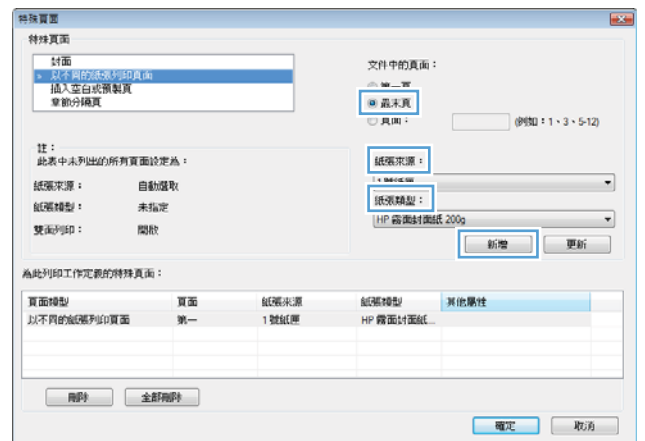 特殊頁面
特殊頁面
封面
以不同的紙張列印頁面
插入空白或預製頁
章節分隔頁
文件中的頁面：
第一頁
最末頁
頁面：
(例如：1、3、5-12)
註：
此表中未列出的所有頁面設定為：
紙張來源：
自動選取
紙張類型：
未指定
雙面列印：
關啟
紙張來源：
1 號紙匣
紙張類型：
HP 霧面封面紙 200g
新增
更新
為此列印工作定義的特殊頁面：
頁面類型 頁面 紙張來源 紙張類型 其他屬性
以不同的紙張列印頁面 第一 1 號紙匣 HP 霧面封面紙...
刪除
全部刪除
確定
取消